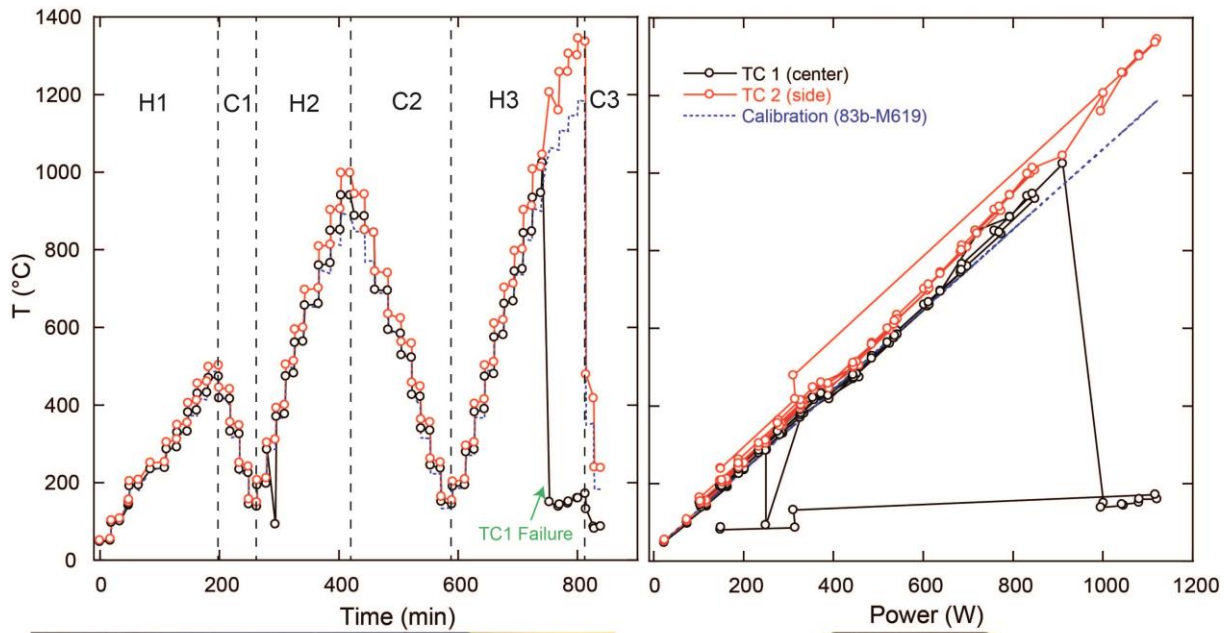 1400
1200
1000
800
600
400
200
0
T (°C)
H1
C1
H2
C2
H3
C3
TC1 Failure
0
200
400
600
800
Time (min)
TC 1 (center)
TC 2 (side)
Calibration (83b-M619)
0
200
400
600
800
1000
1200
Power (W)